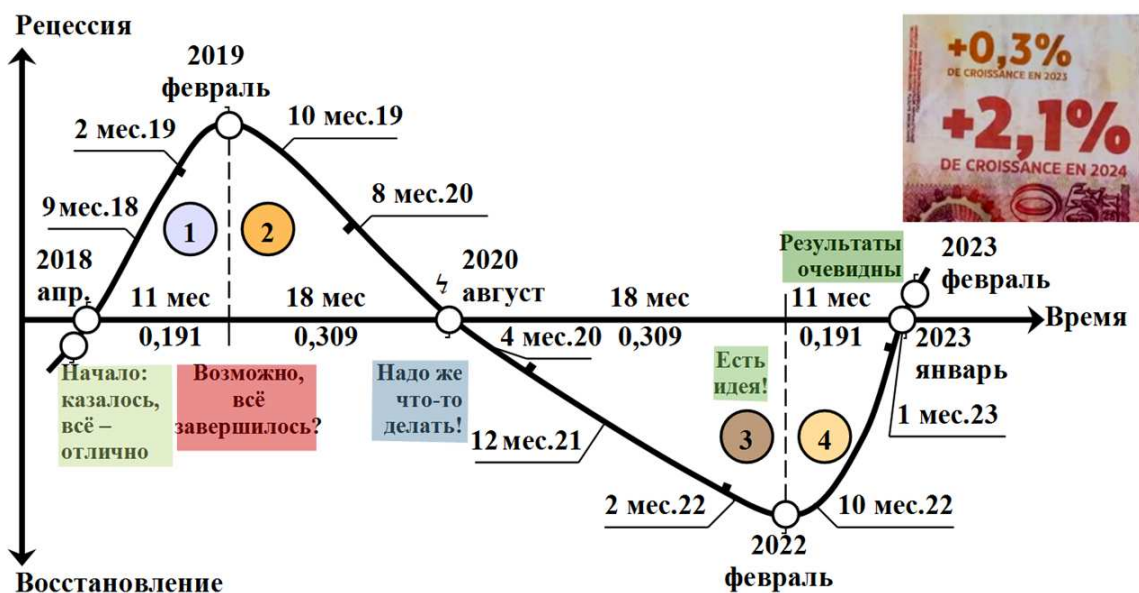 Рецессия
2019
февраль
2 мес.19
10 мес.19
9 мес.18
8 мес.20
1
2
2018
апр.
2020
август
Результаты
очевидны
2023
февраль
11 мес
18 мес
18 мес
11 мес
Время
0,191
0,309
4 мес.20
0,309
0,191
2023
январь
Начало:
казалось,
всё –
отлично
Возможно,
всё
завершилось?
Надо же
что-то
делать!
Есть
идея!
1 мес.23
3
4
12 мес.21
2 мес.22
10 мес.22
2022
февраль
Восстановление
+0,3%
DE CROISSANCE EN 2023
+2,1%
DE CROISSANCE EN 2024